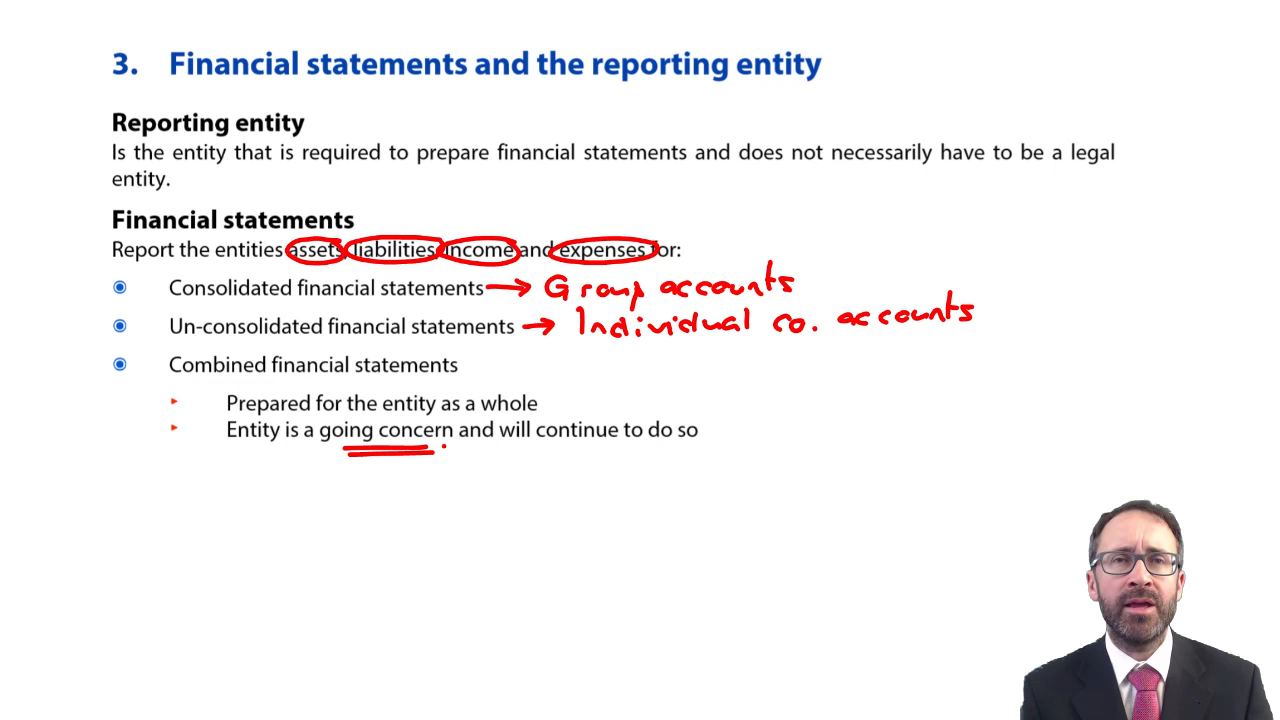 3. Financial statements and the reporting entity
Reporting entity
Is the entity that is required to prepare financial statements and does not necessarily have to be a legal
entity.
Financial statements
Report the entities assets, liabilities, income and expenses for:
Consolidated financial statements → Group accounts
Un-consolidated financial statements → Individual co. accounts
Combined financial statements
Prepared for the entity as a whole
Entity is a going concern and will continue to do so